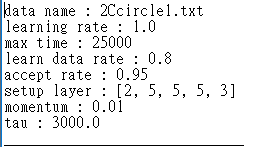 data name : 2Ccircle1.txt
learning rate : 1.0
max time : 25000
learn data rate : 0.8
accept rate : 0.95
setup layer : [2, 5, 5, 5, 3]
momentum : 0.01
tau : 3000.0